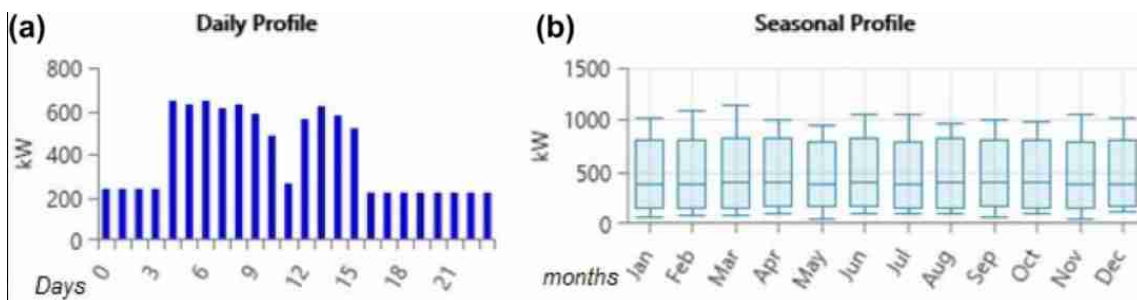 (a) Daily Profile
800
600
400
200
0
kW
Days 0 3 6 9 12 15 18 21
(b) Seasonal Profile
1500
1000
500
0
kW
months Jan Feb Mar Apr May Jun Jul Aug Sep Oct Nov Dec